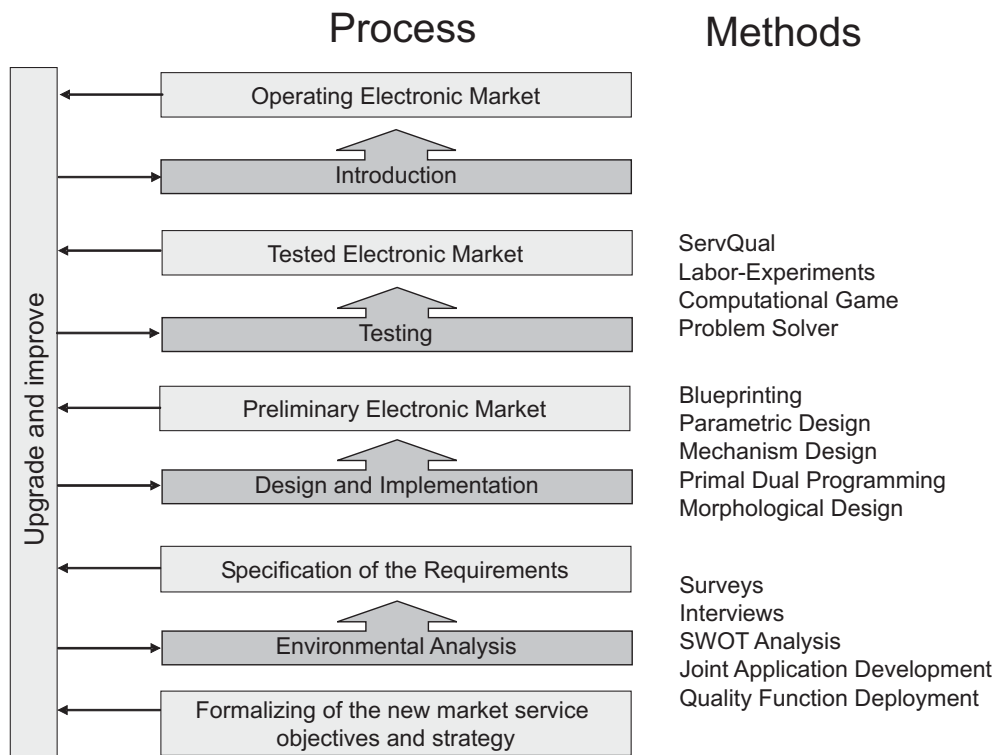 Process
Methods
Upgrade and improve
Operating Electronic Market
Introduction
Tested Electronic Market
Testing
Preliminary Electronic Market
Design and Implementation
Specification of the Requirements
Environmental Analysis
Formalizing of the new market service
objectives and strategy
ServQual
Labor-Experiments
Computational Game
Problem Solver
Blueprinting
Parametric Design
Mechanism Design
Primal Dual Programming
Morphological Design
Surveys
Interviews
SWOT Analysis
Joint Application Development
Quality Function Deployment